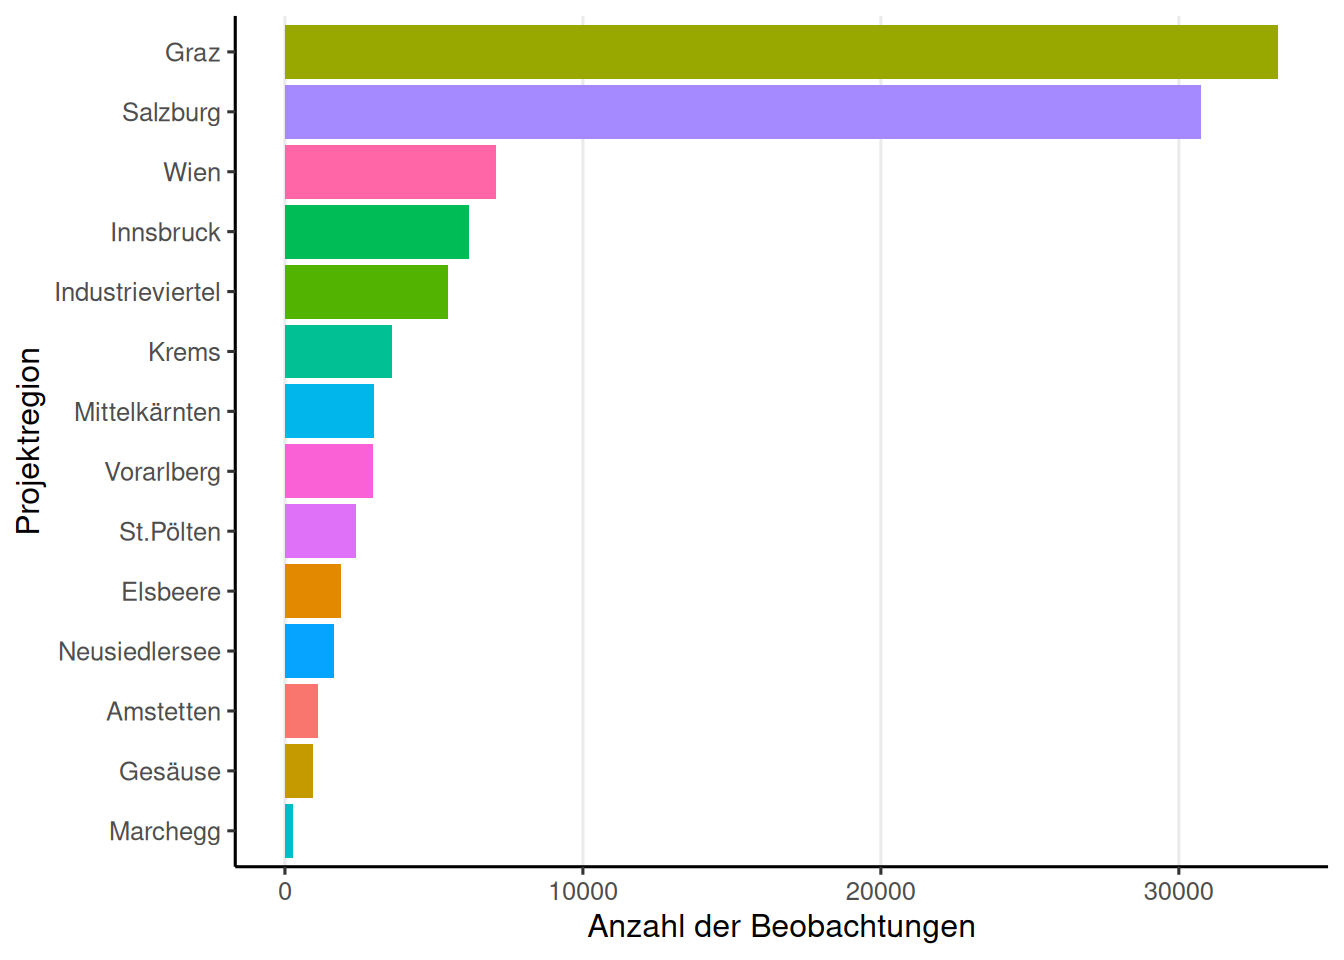 Projektregion
Graz
Salzburg
Wien
Innsbruck
Industrieviertel
Krems
Mittelkärnten
Vorarlberg
St.Pölten
Elsbeere
Neusiedlersee
Amstetten
Gesäuse
Marchegg
0 10000 20000 30000
Anzahl der Beobachtungen